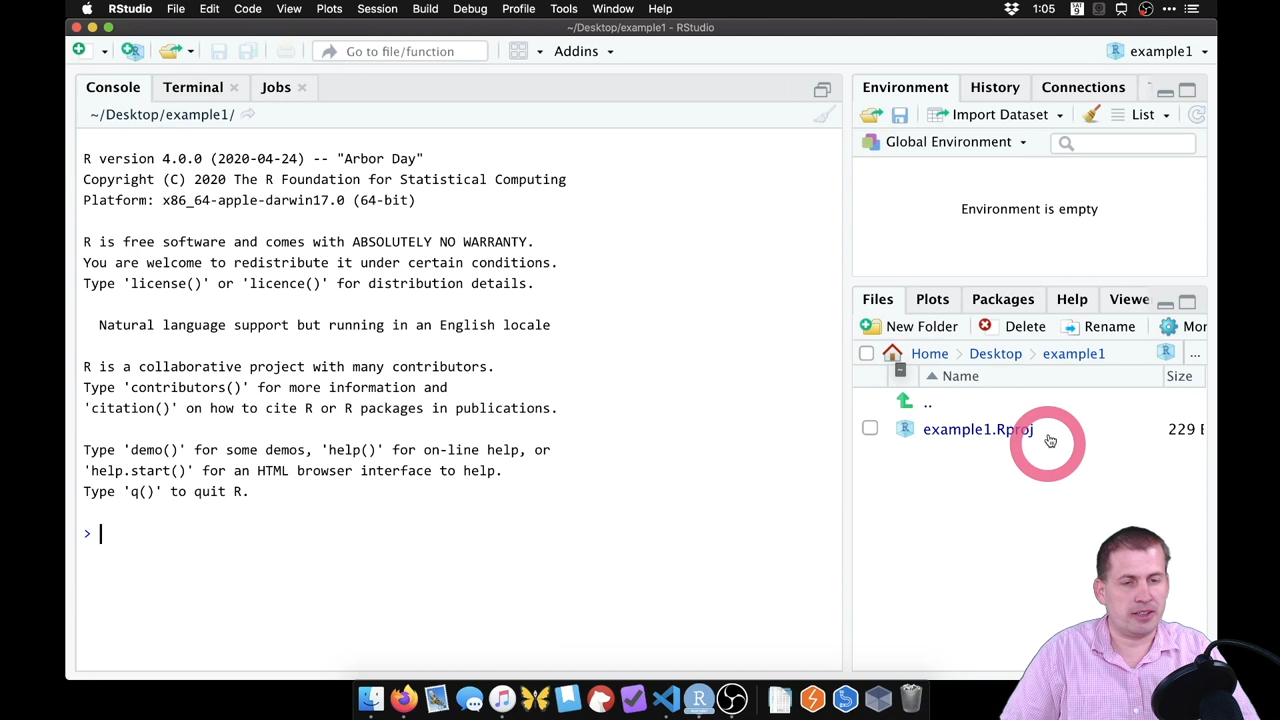 RStudio File Edit Code View Plots Session Build Debug Profile Tools Window Help 1:05 SAT 9
~/Desktop/example1 - RStudio
Go to file/function Addins example1
Console Terminal Jobs
~/Desktop/example1/
R version 4.0.0 (2020-04-24) -- "Arbor Day"
Copyright (C) 2020 The R Foundation for Statistical Computing
Platform: x86_64-apple-darwin17.0 (64-bit)
R is free software and comes with ABSOLUTELY NO WARRANTY.
You are welcome to redistribute it under certain conditions.
Type 'license()' or 'licence()' for distribution details.
Natural language support but running in an English locale
R is a collaborative project with many contributors.
Type 'contributors()' for more information and
'citation()' on how to cite R or R packages in publications.
Type 'demo()' for some demos, 'help()' for on-line help, or
'help.start()' for an HTML browser interface to help.
Type 'q()' to quit R.
>
Environment History Connections
Import Dataset List
Global Environment
Environment is empty
Files Plots Packages Help Viewe
New Folder Delete Rename Mor
Home Desktop example1 ...
Name Size
..
example1.Rproj 229 B